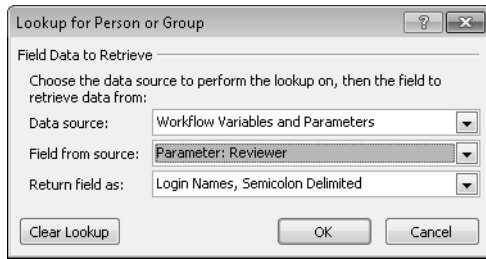 Lookup for Person or Group
Field Data to Retrieve
Choose the data source to perform the lookup on, then the field to
retrieve data from:
Data source: Workflow Variables and Parameters
Field from source: Parameter: Reviewer
Return field as: Login Names, Semicolon Delimited
Clear Lookup OK Cancel